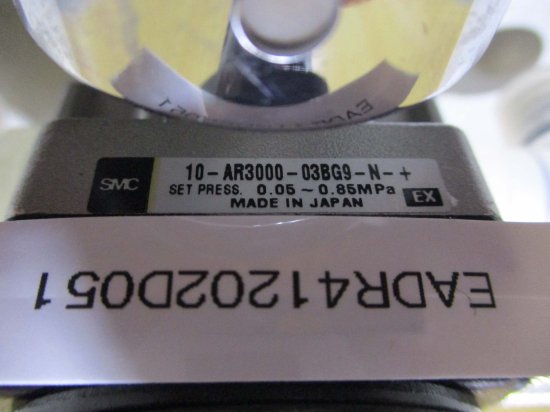 SMC
10-AR3000-03BG9-N-+
SET PRESS. 0.05~0.85MPa
MADE IN JAPAN
EX
EADR41202D051